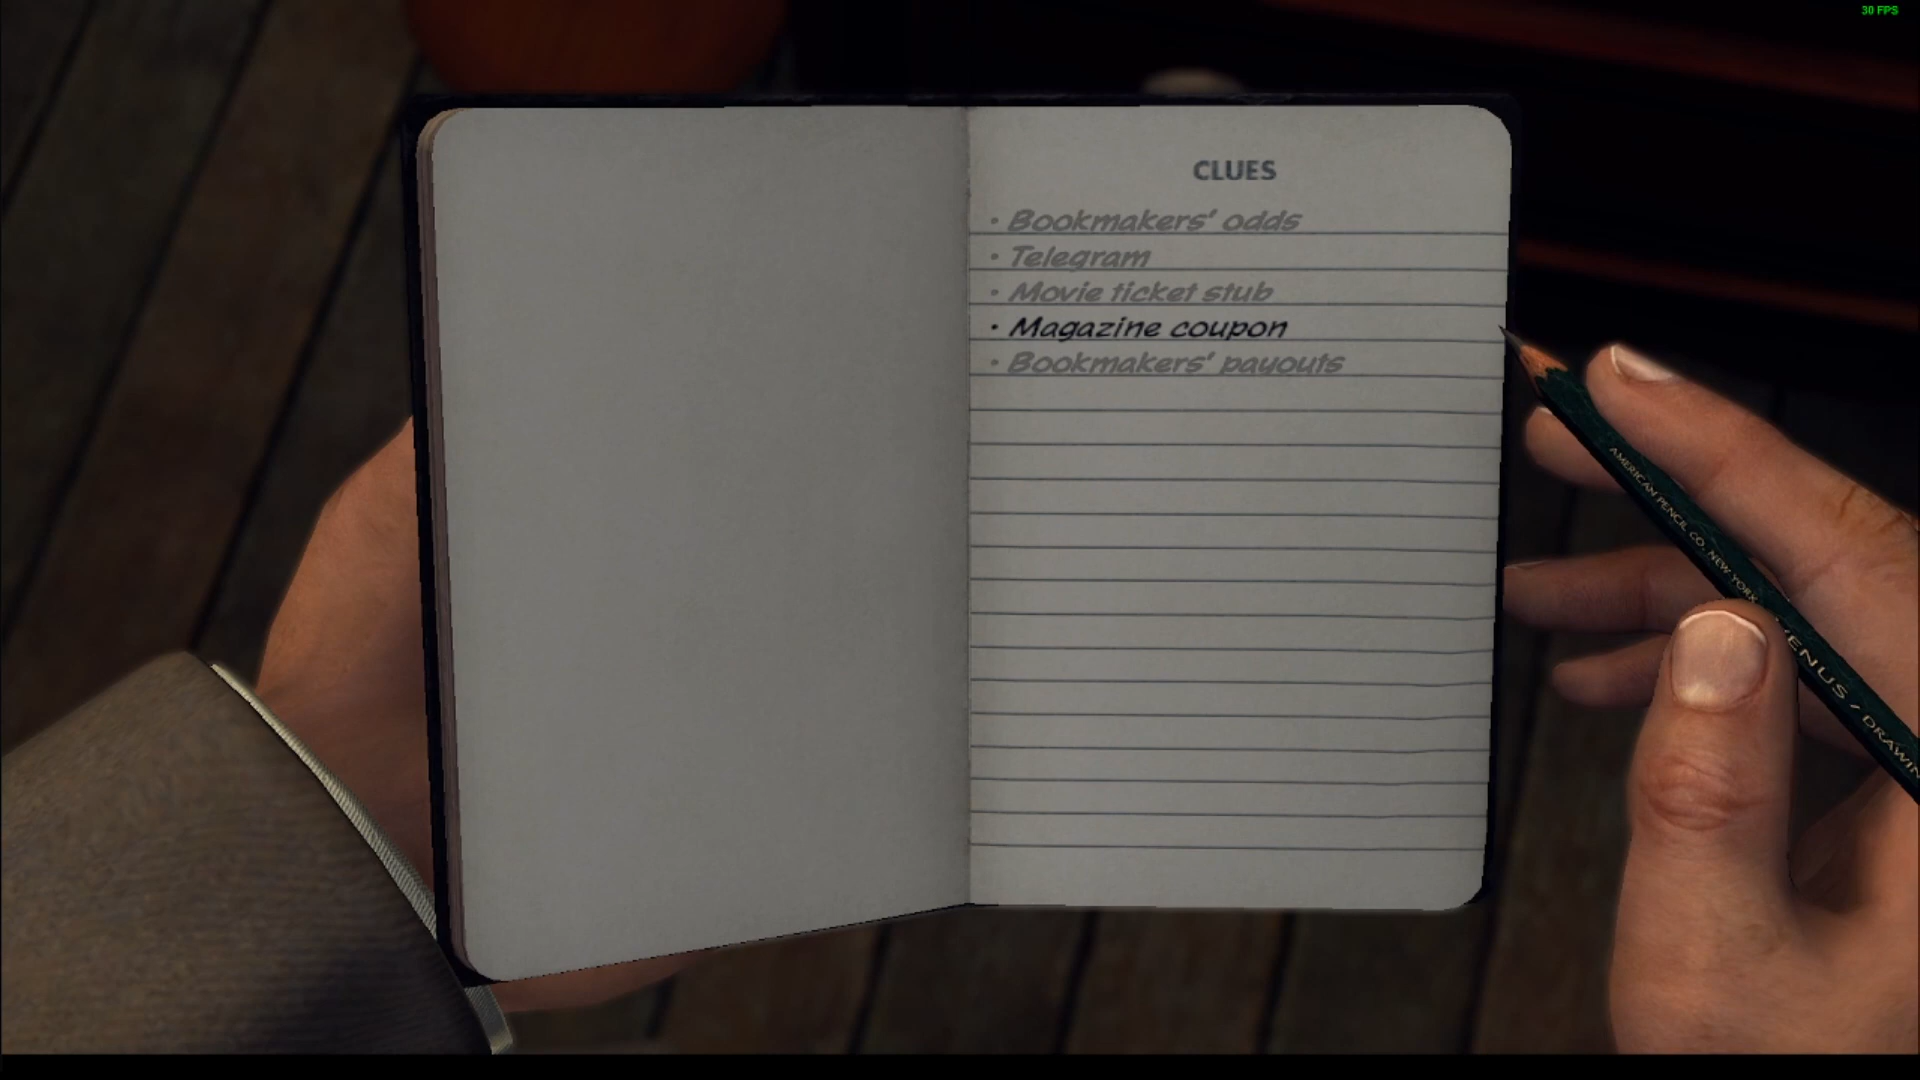 30 FPS
CLUES
• Bookmakers' odds
• Telegram
• Movie ticket stub
• Magazine coupon
• Bookmakers' payouts
AMERICAN PENCIL CO. NEW YORK
VENUS / DRAWIN